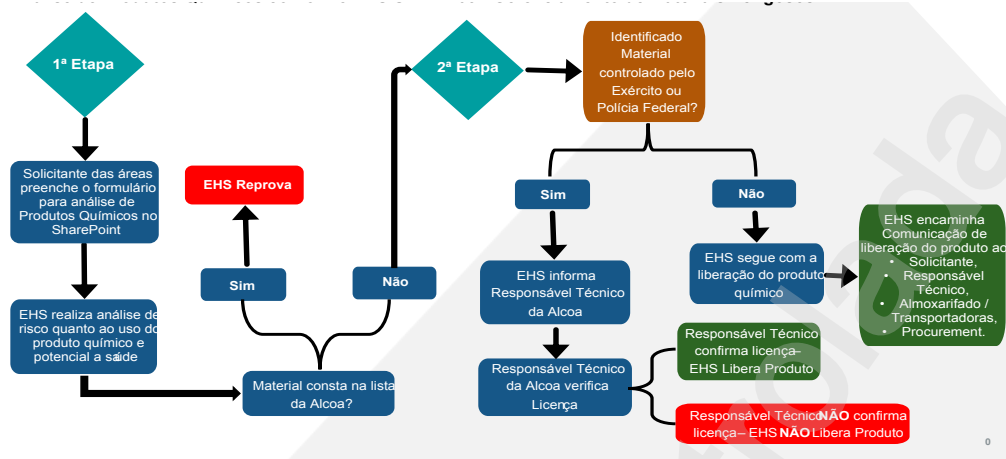 1ª Etapa
Solicitante das áreas
preenche o formulário
para análise de
Produtos Químicos no
SharePoint
EHS realiza análise de
risco quanto ao uso do
produto químico e
potencial a saúde
Material consta na lista
da Alcoa?
Sim
EHS Reprova
Não
2ª Etapa
Identificado
Material
controlado pelo
Exército ou
Polícia Federal?
Sim
EHS informa
Responsável Técnico
da Alcoa
Responsável Técnico
da Alcoa verifica
Licença
Responsável Técnico
confirma licença–
EHS Libera Produto
Responsável Técnico NÃO confirma
licença– EHS NÃO Libera Produto
Não
EHS segue com a
liberação do produto
químico
EHS encaminha
Comunicação de
liberação do produto ao
• Solicitante,
• Responsável
Técnico,
• Almoxarifado /
Transportadoras,
• Procurement.
0
trolada